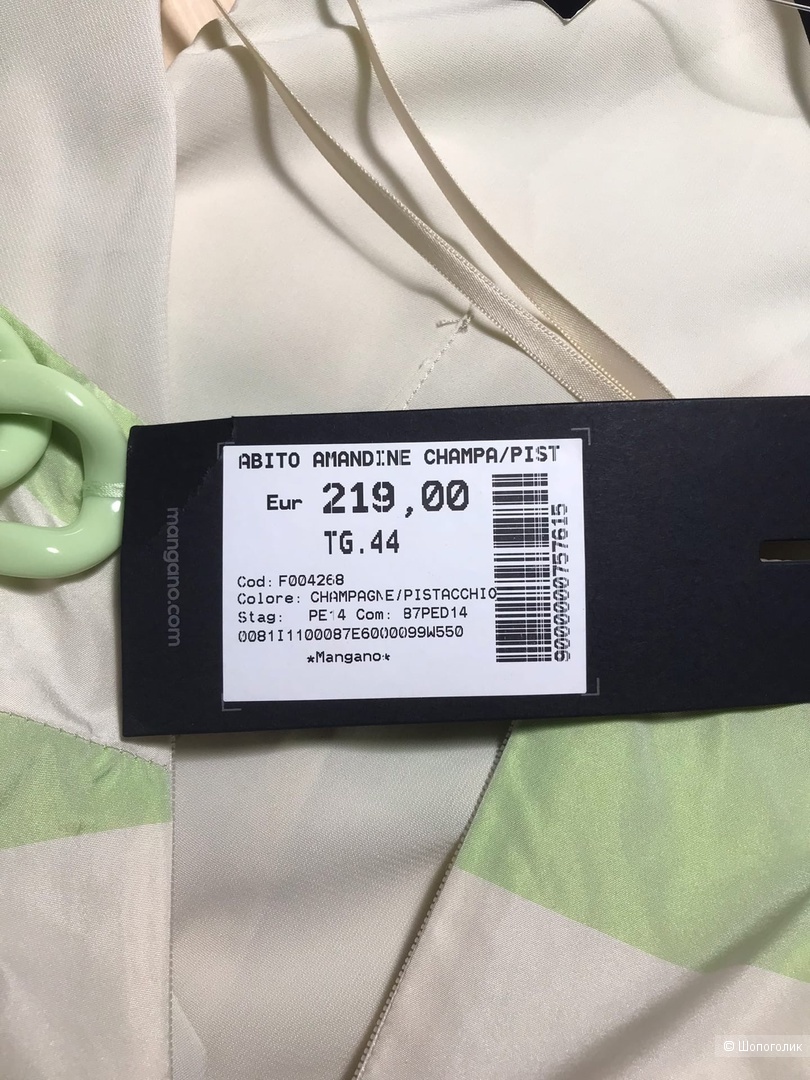 ABITO AMANDINE CHAMPA/PIST
Eur 219,00
TG.44
Cod: F004268
Colore: CHAMPAGNE/PISTACCHIO
Stag: PE14 Com: B7PED14
0081I1100087E6000099W550
*Mangano*
9000000757615
mangano.com
© Шопоголик